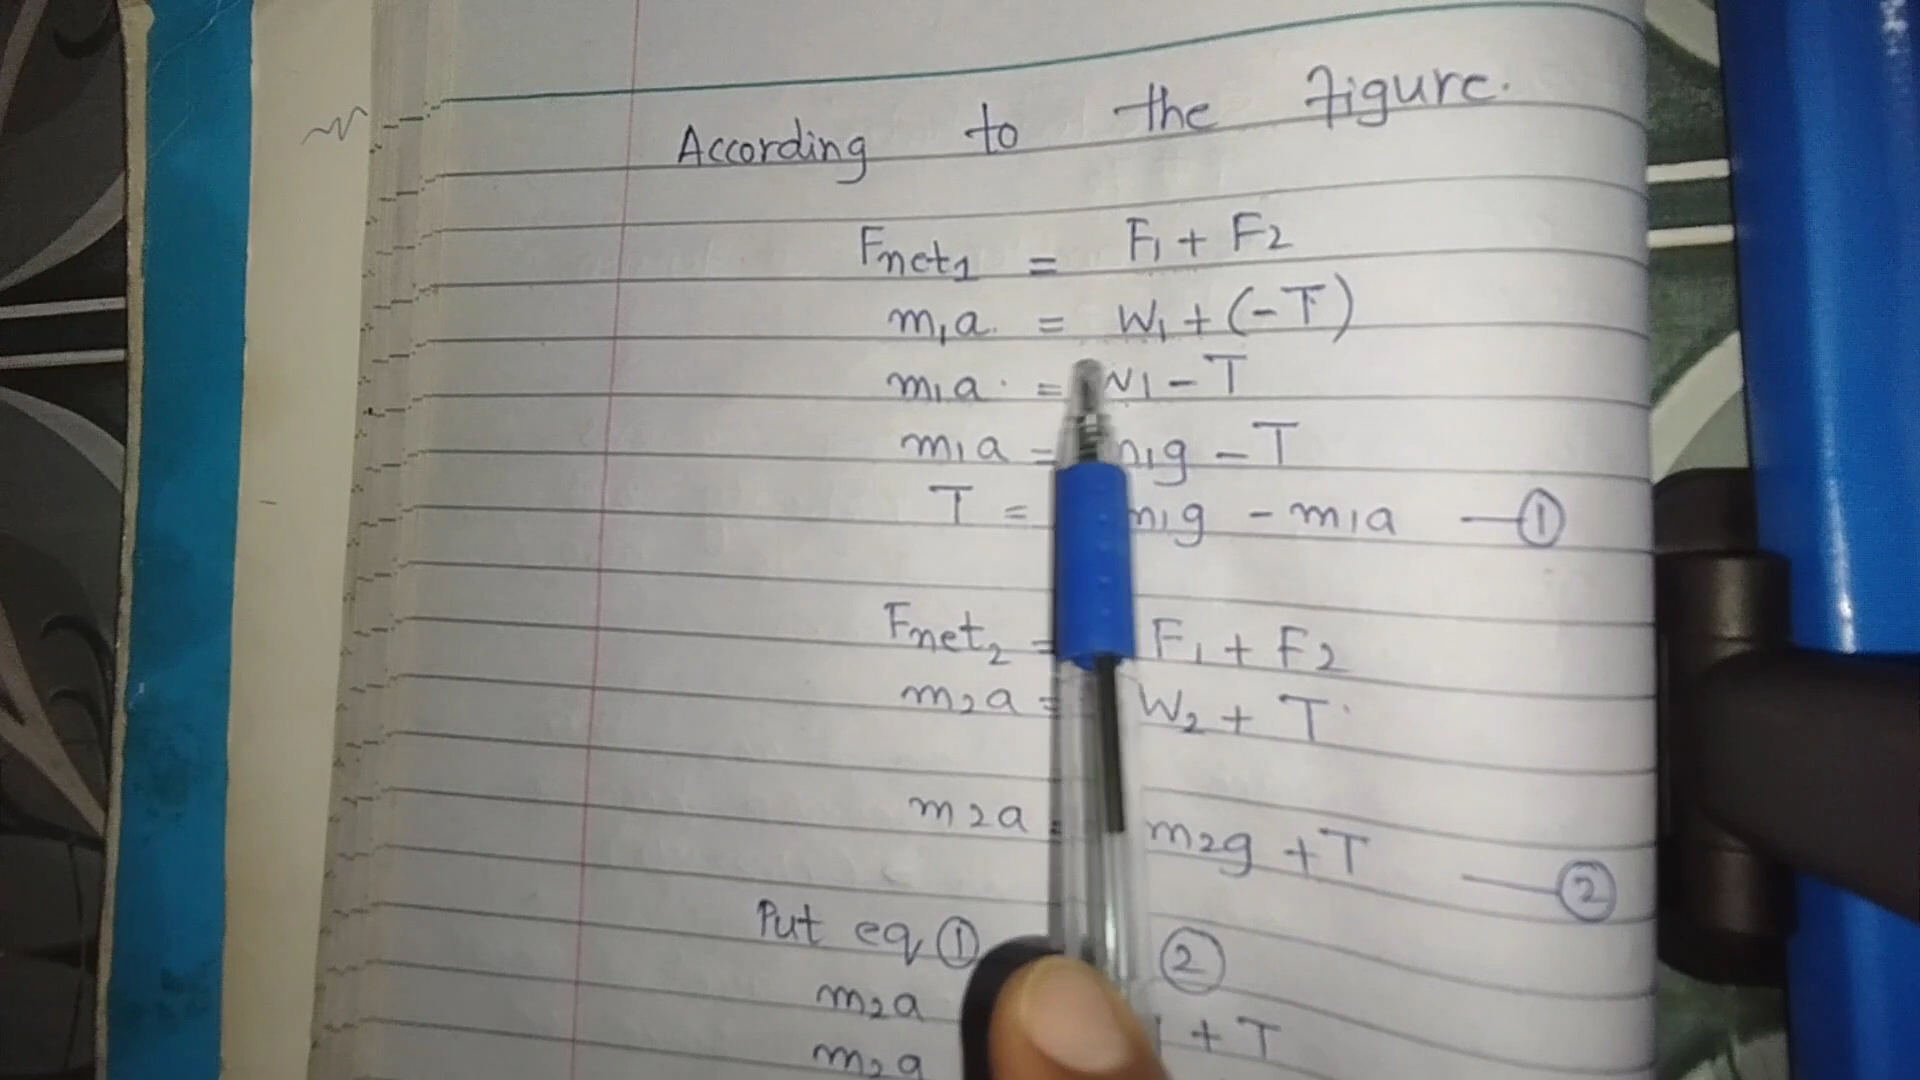 According to the figure.
Fnet1 = F1 + F2
m1a = W1 + (-T)
m1a = W1 - T
m1a = m1g - T
T = m1g - m1a —①
Fnet2 = F1 + F2
m2a = W2 + T
m2a = m2g + T —②
Put eq ① ②
m2a + T
m2a